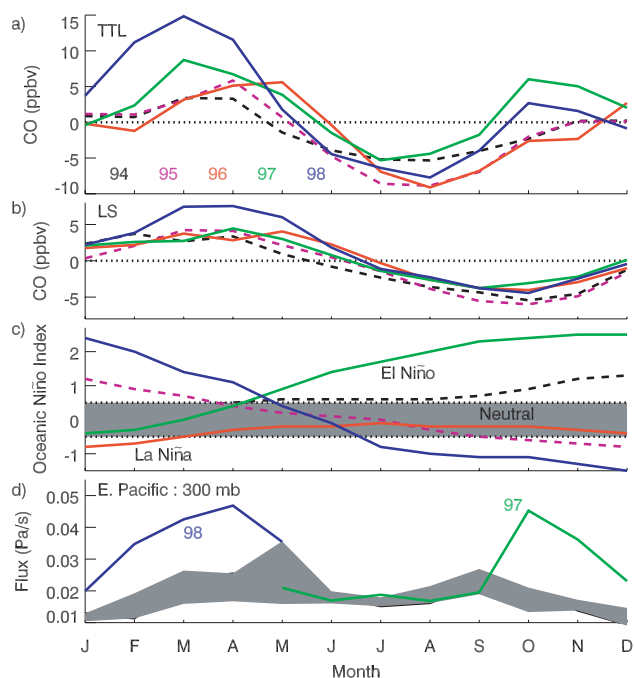 a)
TTL
CO (ppbv)
15
10
5
0
-5
-10
94 95 96 97 98
b)
LS
CO (ppbv)
5
0
-5
c)
Oceanic Niño Index
2
1
0
-1
El Niño
Neutral
La Niña
d)
E. Pacific : 300 mb
Flux (Pa/s)
0.05
0.04
0.03
0.02
0.01
98
97
J F M A M J J A S O N D
Month